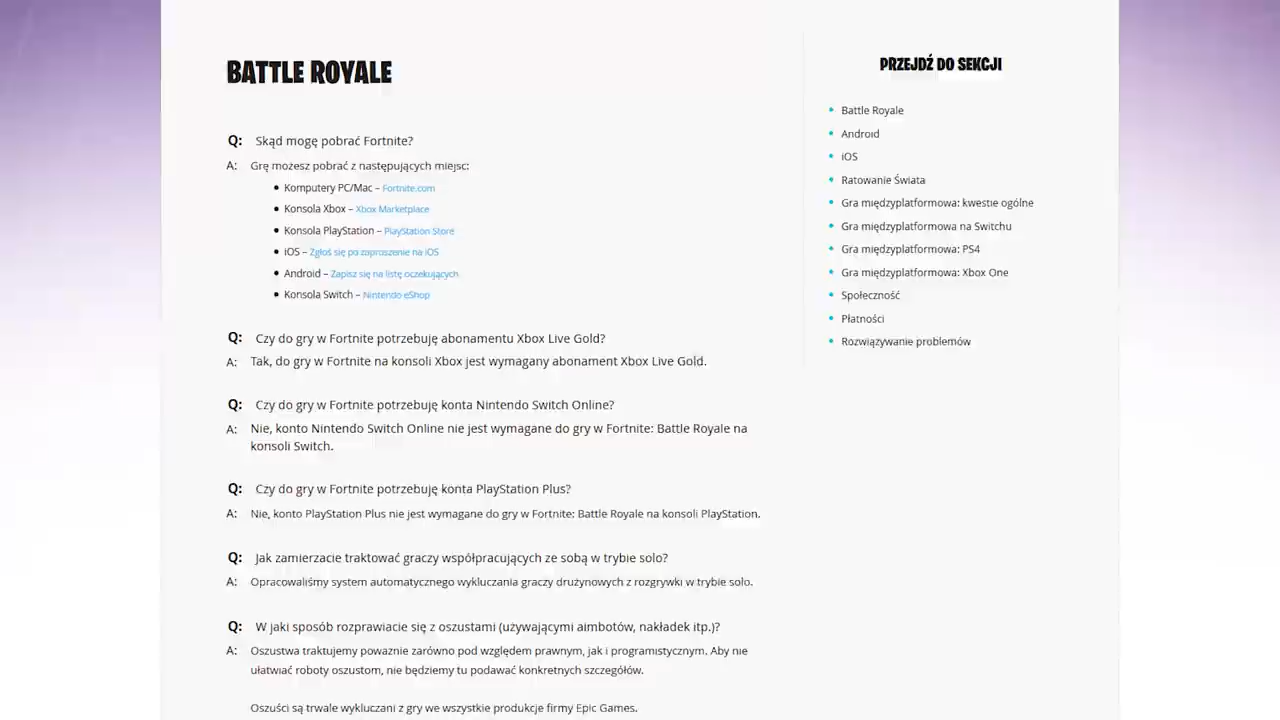 BATTLE ROYALE
Q: Skąd mogę pobrać Fortnite?
A: Grę możesz pobrać z następujących miejsc:
• Komputery PC/Mac – Fortnite.com
• Konsola Xbox – Xbox Marketplace
• Konsola PlayStation – PlayStation Store
• iOS – Zgłoś się po zaproszenie na iOS
• Android – Zapisz się na listę oczekujących
• Konsola Switch – Nintendo eShop
Q: Czy do gry w Fortnite potrzebuję abonamentu Xbox Live Gold?
A: Tak, do gry w Fortnite na konsoli Xbox jest wymagany abonament Xbox Live Gold.
Q: Czy do gry w Fortnite potrzebuję konta Nintendo Switch Online?
A: Nie, konto Nintendo Switch Online nie jest wymagane do gry w Fortnite: Battle Royale na
konsoli Switch.
Q: Czy do gry w Fortnite potrzebuję konta PlayStation Plus?
A: Nie, konto PlayStation Plus nie jest wymagane do gry w Fortnite: Battle Royale na konsoli PlayStation.
Q: Jak zamierzacie traktować graczy współpracujących ze sobą w trybie solo?
A: Opracowaliśmy system automatycznego wykluczania graczy drużynowych z rozgrywki w trybie solo.
Q: W jaki sposób rozprawiacie się z oszustami (używającymi aimbotów, nakładek itp.)?
A: Oszustwa traktujemy poważnie zarówno pod względem prawnym, jak i programistycznym. Aby nie
ułatwiać roboty oszustom, nie będziemy tu podawać konkretnych szczegółów.
Oszuści są trwale wykluczani z gry we wszystkie produkcje firmy Epic Games.
PRZEJDŹ DO SEKCJI
• Battle Royale
• Android
• iOS
• Ratowanie Świata
• Gra międzyplatformowa: kwestie ogólne
• Gra międzyplatformowa na Switchu
• Gra międzyplatformowa: PS4
• Gra międzyplatformowa: Xbox One
• Społeczność
• Płatności
• Rozwiązywanie problemów